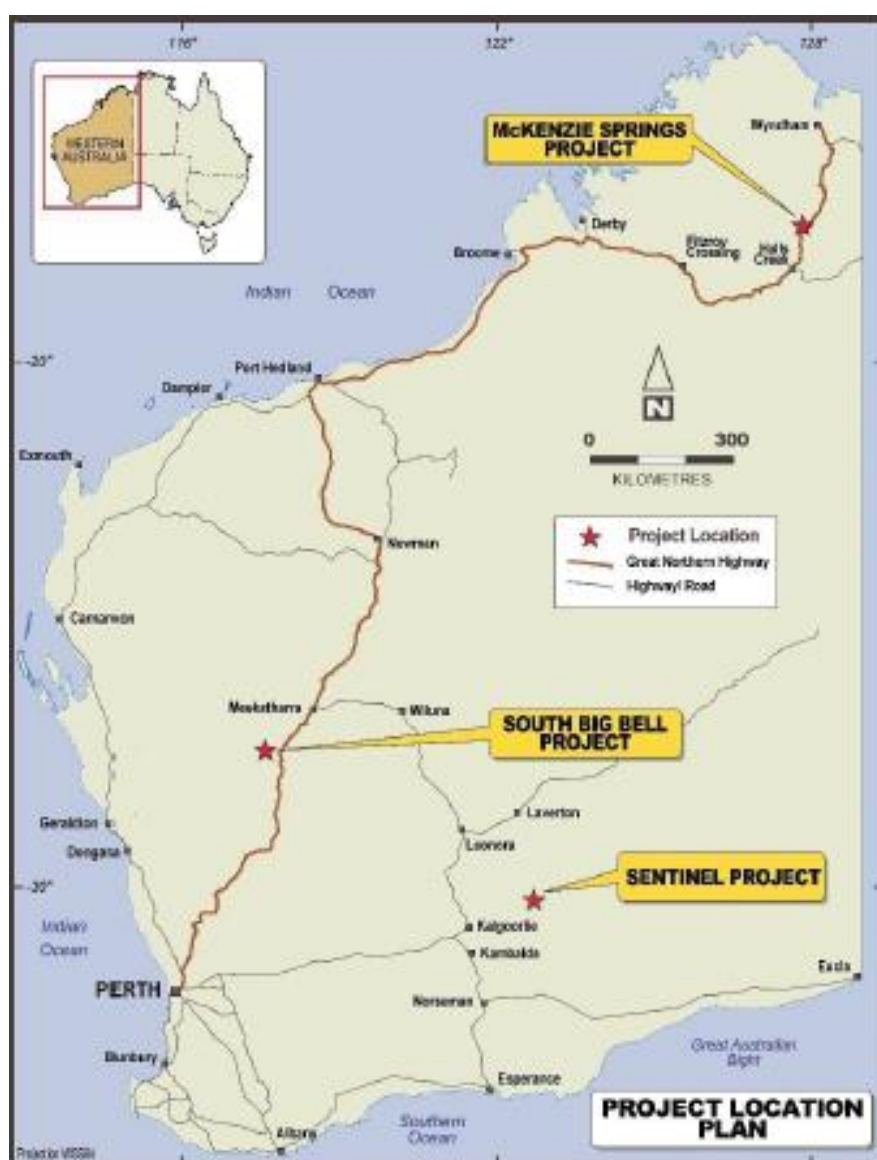 116°
122°
128°
WESTERN
AUSTRALIA
McKENZIE SPRINGS
PROJECT
Wyndham
Derby
Broome
Fitzroy
Crossing
Halls
Creek
Indian Ocean
-20°
Port Hedland
Dampier
Exmouth
N
0 300
KILOMETRES
Project Location
Great Northern Highway
Highway/ Road
Newman
Carnarvon
Meekatharra
Wiluna
SOUTH BIG BELL
PROJECT
Laverton
Geraldton
Leonora
Dongara
SENTINEL PROJECT
-30°
Indian
Ocean
Kalgoorlie
Kambalda
PERTH
Eucla
Norseman
Great Australian
Bight
Bunbury
Esperance
Albany
Southern
Ocean
PROJECT LOCATION
PLAN